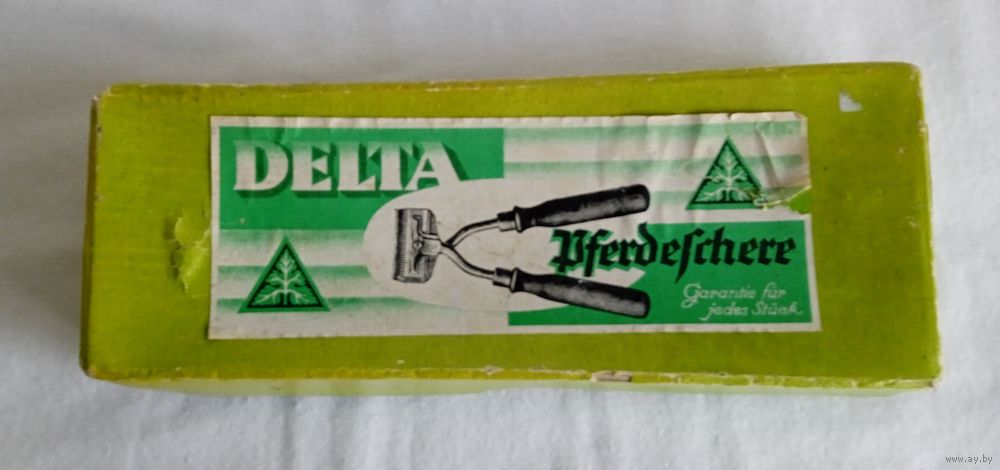 DELTA
Pferdeſchere
Garantie für
jedes Stück
www.ay.by